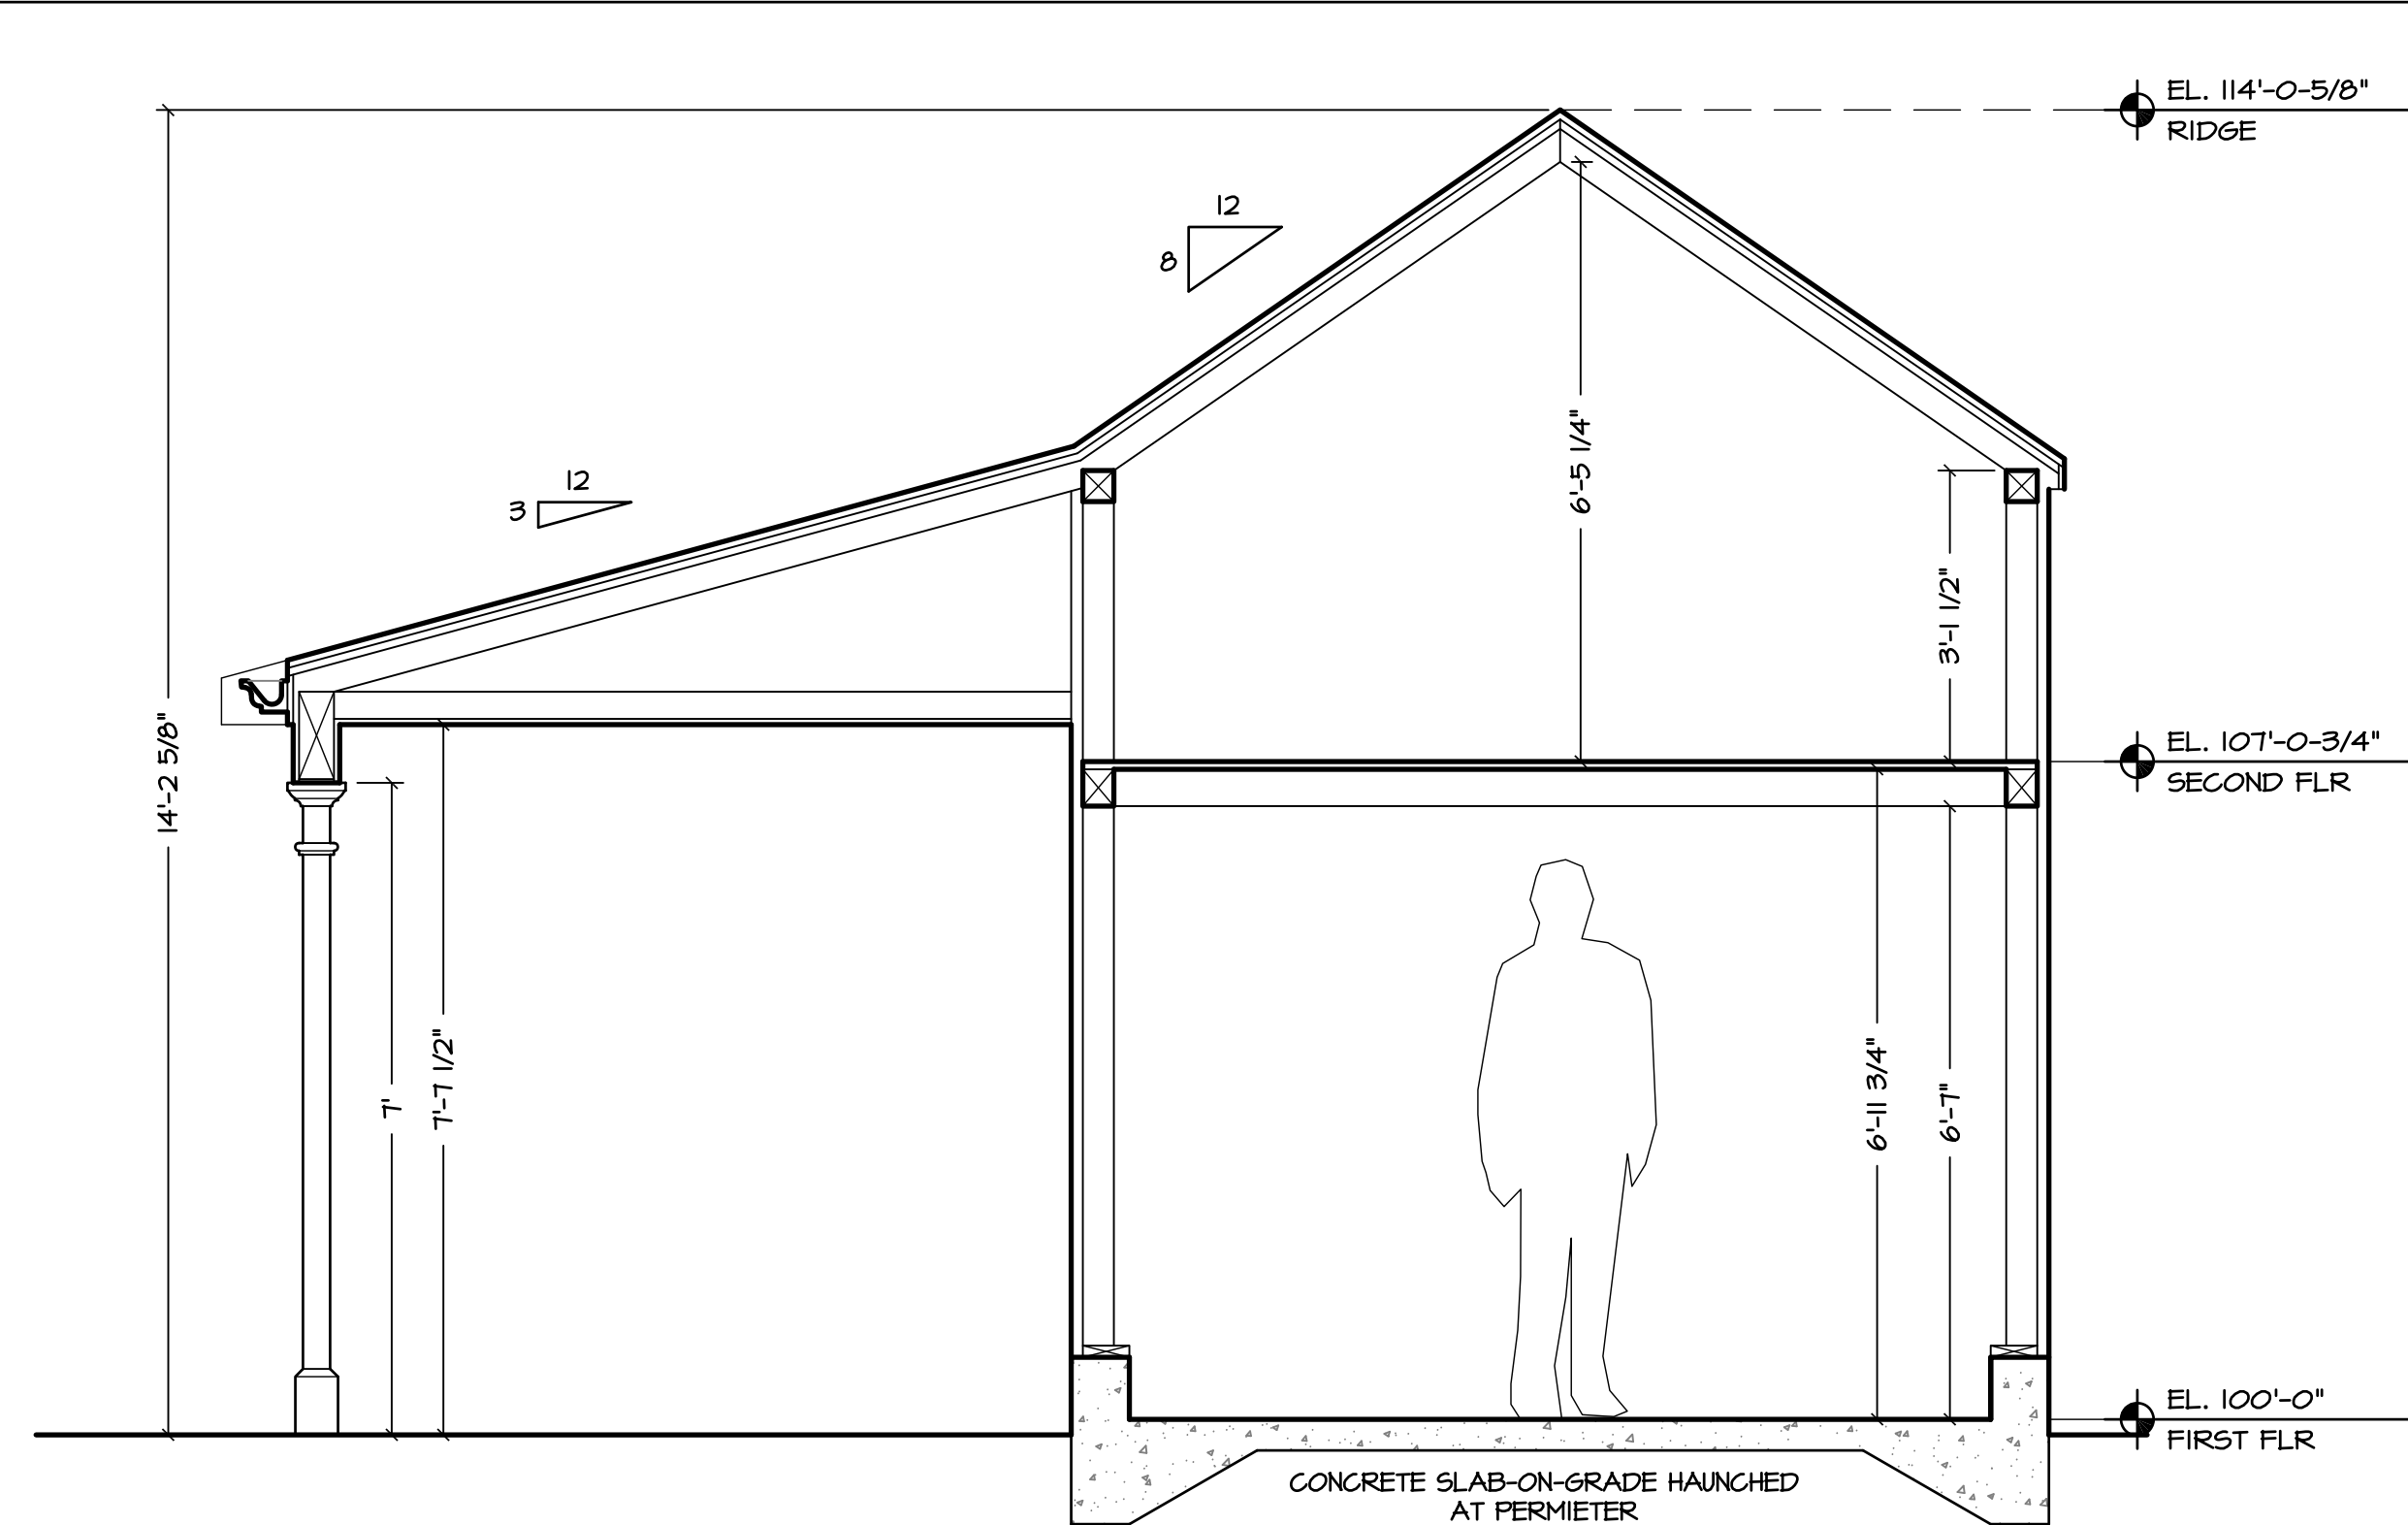 EL. 114'-0-5/8"
RIDGE
12
8
6'-5 1/4"
12
3
3'-1 1/2"
14'-2 5/8"
EL. 107'-0-3/4"
SECOND FLR
7'
7'-7 1/2"
6'-11 3/4"
6'-7"
EL. 100'-0"
FIRST FLR
CONCRETE SLAB-ON-GRADE HAUNCHED
AT PERMIETER